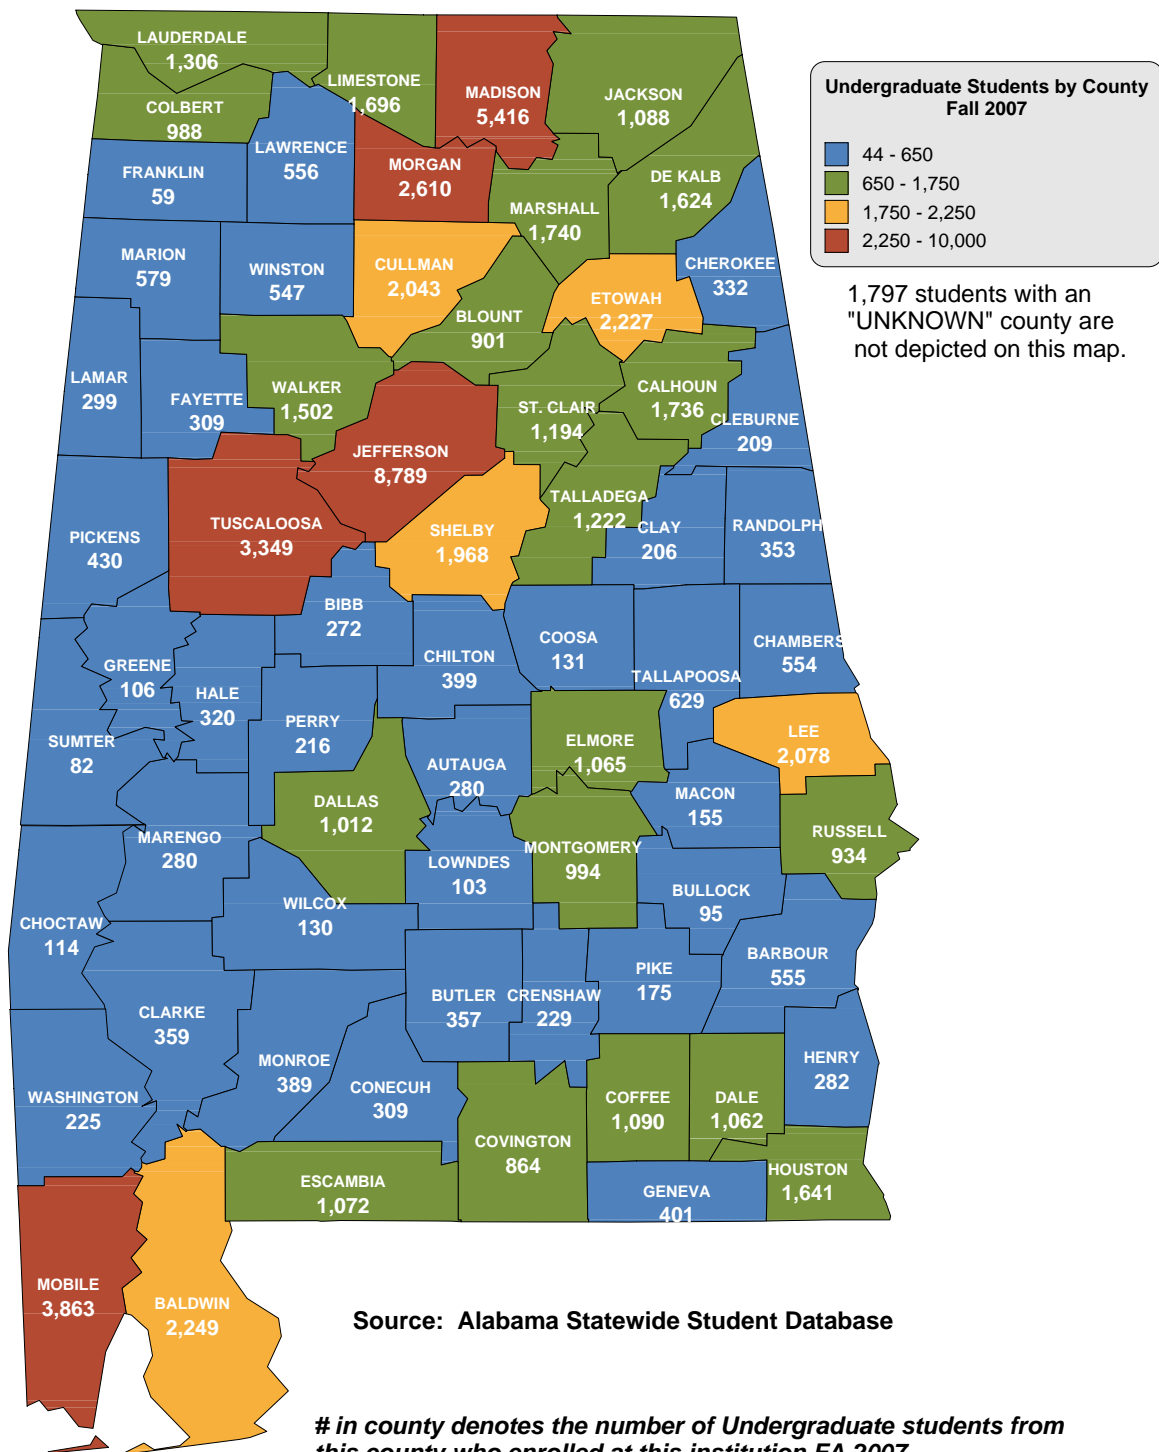 LAUDERDALE
1,306
LIMESTONE
1,696
MADISON
5,416
JACKSON
1,088
COLBERT
988
LAWRENCE
556
FRANKLIN
59
MORGAN
2,610
DE KALB
1,624
MARSHALL
1,740
MARION
579
WINSTON
547
CULLMAN
2,043
CHEROKEE
332
ETOWAH
2,227
BLOUNT
901
LAMAR
299
FAYETTE
309
WALKER
1,502
CALHOUN
1,736
ST. CLAIR
1,194
CLEBURNE
209
JEFFERSON
8,789
TALLADEGA
1,222
TUSCALOOSA
3,349
SHELBY
1,968
CLAY
206
RANDOLPH
353
PICKENS
430
BIBB
272
COOSA
131
CHAMBERS
554
GREENE
106
CHILTON
399
TALLAPOOSA
629
HALE
320
PERRY
216
SUMTER
82
ELMORE
1,065
LEE
2,078
AUTAUGA
280
DALLAS
1,012
MACON
155
RUSSELL
934
MARENGO
280
MONTGOMERY
994
LOWNDES
103
BULLOCK
95
WILCOX
130
CHOCTAW
114
BARBOUR
555
PIKE
175
BUTLER
357
CRENSHAW
229
CLARKE
359
MONROE
389
HENRY
282
CONECUH
309
WASHINGTON
225
COFFEE
1,090
DALE
1,062
COVINGTON
864
HOUSTON
1,641
ESCAMBIA
1,072
GENEVA
401
MOBILE
3,863
BALDWIN
2,249
Undergraduate Students by County
Fall 2007
44 - 650
650 - 1,750
1,750 - 2,250
2,250 - 10,000
1,797 students with an
"UNKNOWN" county are
not depicted on this map.
Source: Alabama Statewide Student Database
# in county denotes the number of Undergraduate students from
this county who enrolled at this institution FA 2007